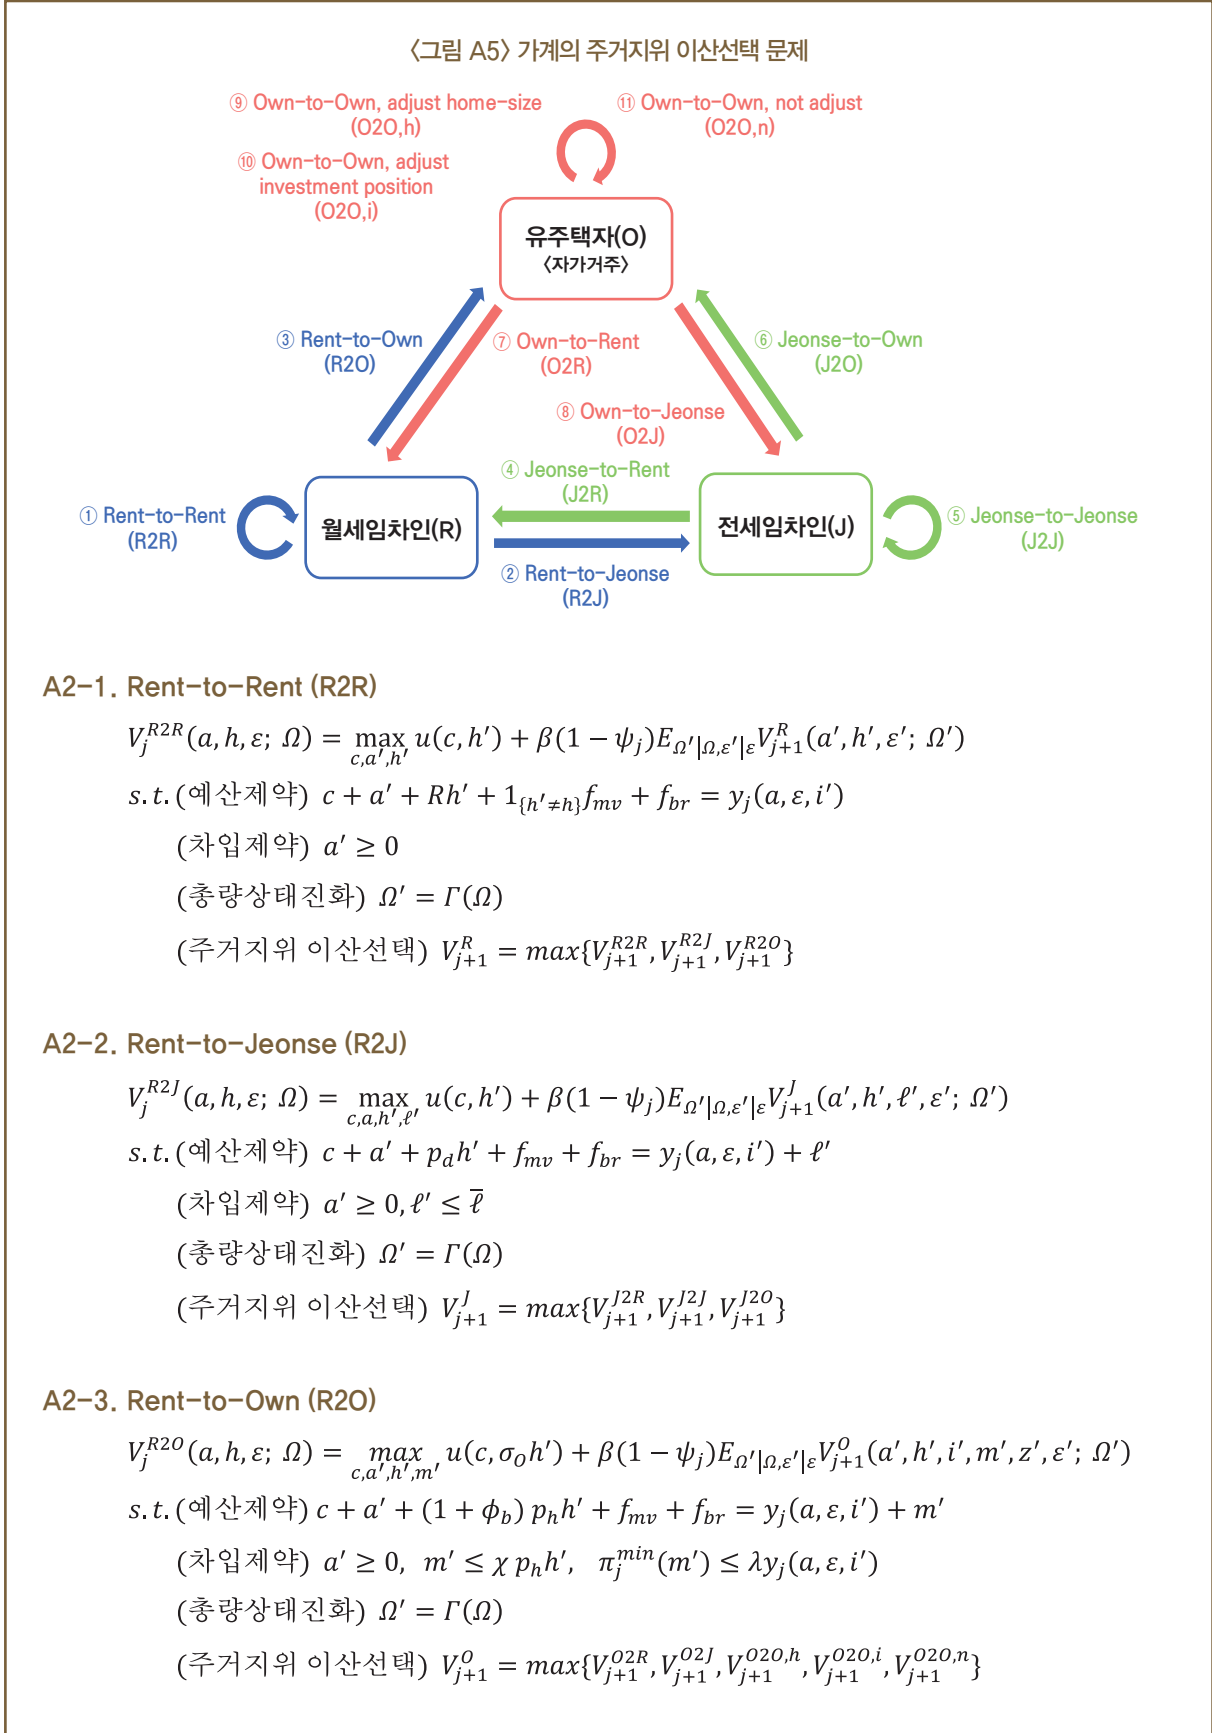 〈그림 A5〉 가계의 주거지위 이산선택 문제
⑨ Own-to-Own, adjust home-size
(O2O,h)
⑪ Own-to-Own, not adjust
(O2O,n)
⑩ Own-to-Own, adjust
investment position
(O2O,i)
유주택자(O)
〈자가거주〉
③ Rent-to-Own
(R2O)
⑦ Own-to-Rent
(O2R)
⑥ Jeonse-to-Own
(J2O)
⑧ Own-to-Jeonse
(O2J)
④ Jeonse-to-Rent
(J2R)
① Rent-to-Rent
(R2R)
월세임차인(R)
전세임차인(J)
⑤ Jeonse-to-Jeonse
(J2J)
② Rent-to-Jeonse
(R2J)
A2-1. Rent-to-Rent (R2R)
V_j^{R2R}(a, h, ε; Ω) = max_{c,a′,h′} u(c, h′) + β(1 − ψ_j)E_{Ω′|Ω,ε′|ε}V_{j+1}^R(a′, h′, ε′; Ω′)
s.t. (예산제약) c + a′ + Rh′ + 1_{{h′≠h}}f_{mv} + f_{br} = y_j(a, ε, i′)
(차입제약) a′ ≥ 0
(총량상태진화) Ω′ = Γ(Ω)
(주거지위 이산선택) V_{j+1}^R = max{V_{j+1}^{R2R}, V_{j+1}^{R2J}, V_{j+1}^{R2O}}
A2-2. Rent-to-Jeonse (R2J)
V_j^{R2J}(a, h, ε; Ω) = max_{c,a,h′,ℓ′} u(c, h′) + β(1 − ψ_j)E_{Ω′|Ω,ε′|ε}V_{j+1}^J(a′, h′, ℓ′, ε′; Ω′)
s.t. (예산제약) c + a′ + p_d h′ + f_{mv} + f_{br} = y_j(a, ε, i′) + ℓ′
(차입제약) a′ ≥ 0, ℓ′ ≤ ℓ̅
(총량상태진화) Ω′ = Γ(Ω)
(주거지위 이산선택) V_{j+1}^J = max{V_{j+1}^{J2R}, V_{j+1}^{J2J}, V_{j+1}^{J2O}}
A2-3. Rent-to-Own (R2O)
V_j^{R2O}(a, h, ε; Ω) = max_{c,a′,h′,m′} u(c, σ_O h′) + β(1 − ψ_j)E_{Ω′|Ω,ε′|ε}V_{j+1}^O(a′, h′, i′, m′, z′, ε′; Ω′)
s.t. (예산제약) c + a′ + (1 + ϕ_b) p_h h′ + f_{mv} + f_{br} = y_j(a, ε, i′) + m′
(차입제약) a′ ≥ 0, m′ ≤ χ p_h h′, π_j^{min}(m′) ≤ λy_j(a, ε, i′)
(총량상태진화) Ω′ = Γ(Ω)
(주거지위 이산선택) V_{j+1}^O = max{V_{j+1}^{O2R}, V_{j+1}^{O2J}, V_{j+1}^{O2O,h}, V_{j+1}^{O2O,i}, V_{j+1}^{O2O,n}}